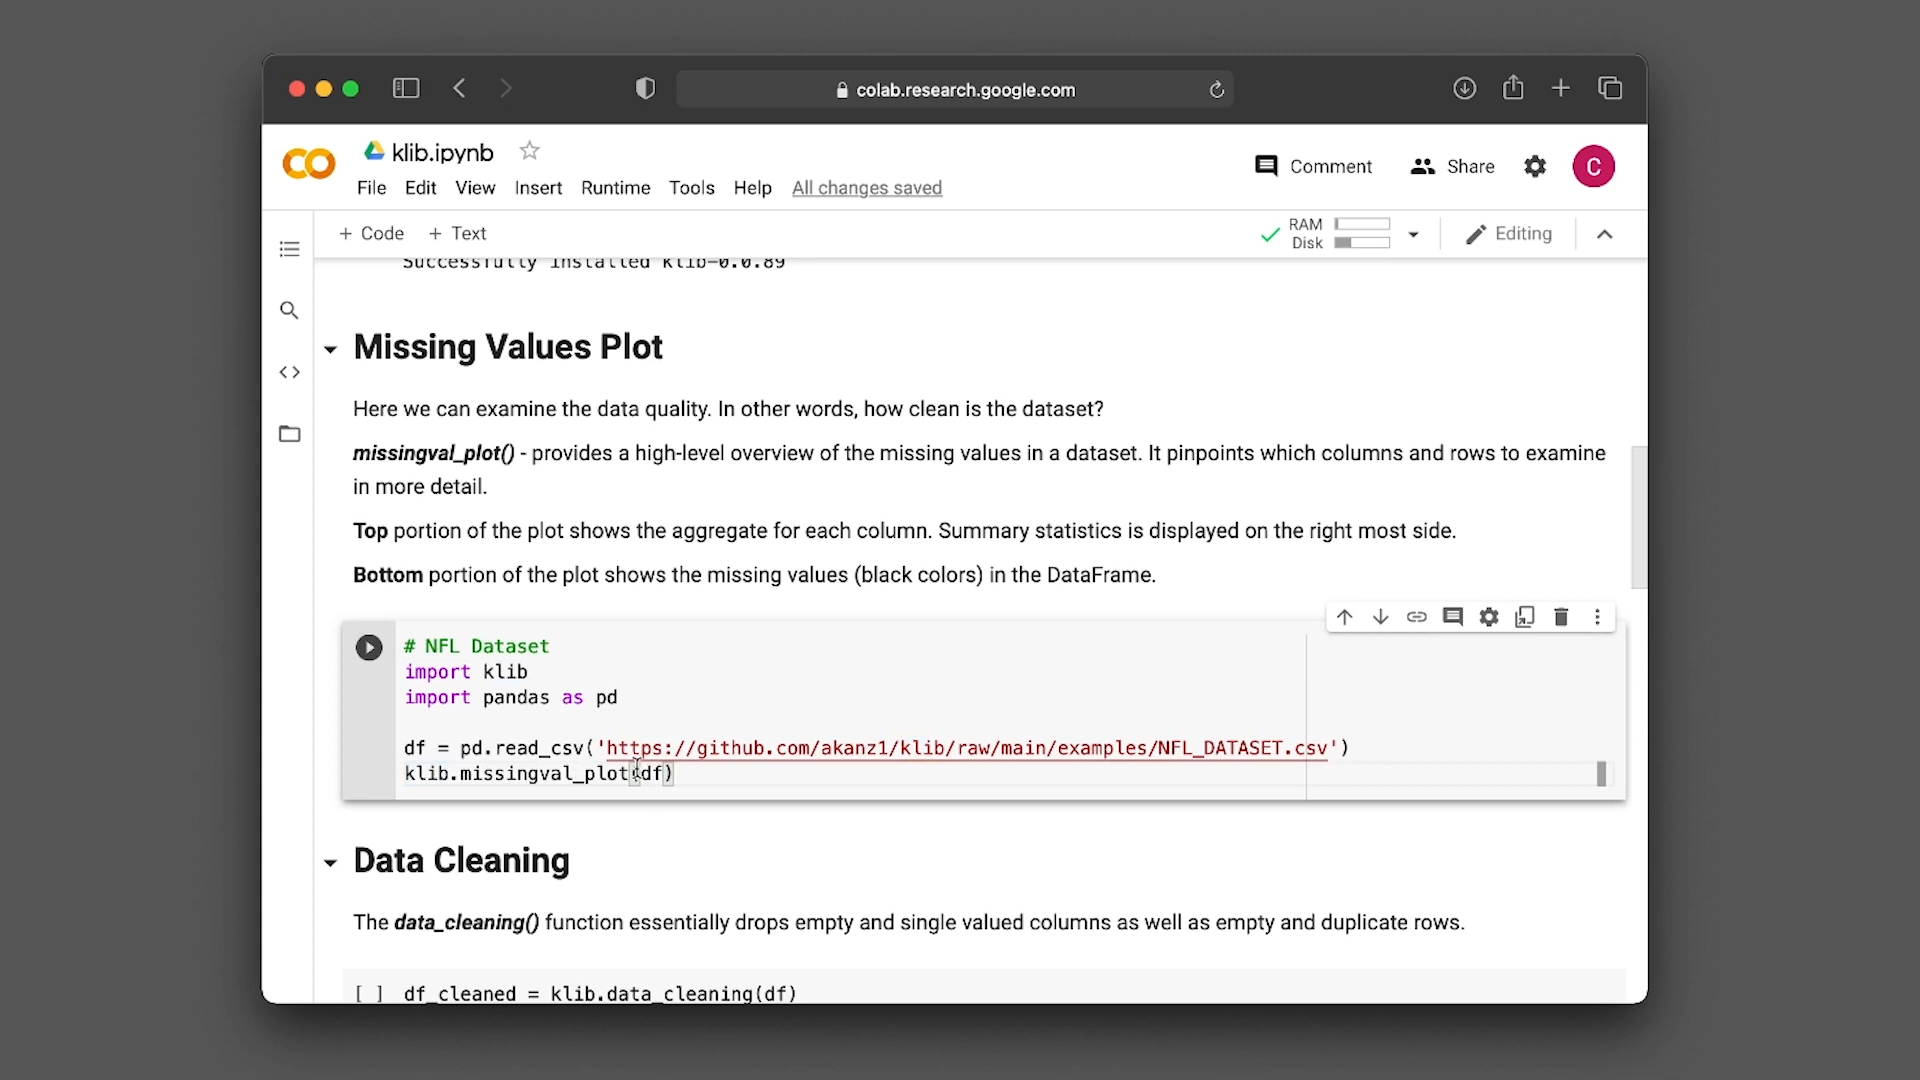 colab.research.google.com
klib.ipynb
Comment Share C
File Edit View Insert Runtime Tools Help All changes saved
+ Code + Text
RAM
Disk
Editing
Successfully installed klib-0.0.89
Missing Values Plot
Here we can examine the data quality. In other words, how clean is the dataset?
missingval_plot() - provides a high-level overview of the missing values in a dataset. It pinpoints which columns and rows to examine
in more detail.
Top portion of the plot shows the aggregate for each column. Summary statistics is displayed on the right most side.
Bottom portion of the plot shows the missing values (black colors) in the DataFrame.
# NFL Dataset
import klib
import pandas as pd
df = pd.read_csv('https://github.com/akanz1/klib/raw/main/examples/NFL_DATASET.csv')
klib.missingval_plot(df)
Data Cleaning
The data_cleaning() function essentially drops empty and single valued columns as well as empty and duplicate rows.
[ ] df_cleaned = klib.data_cleaning(df)